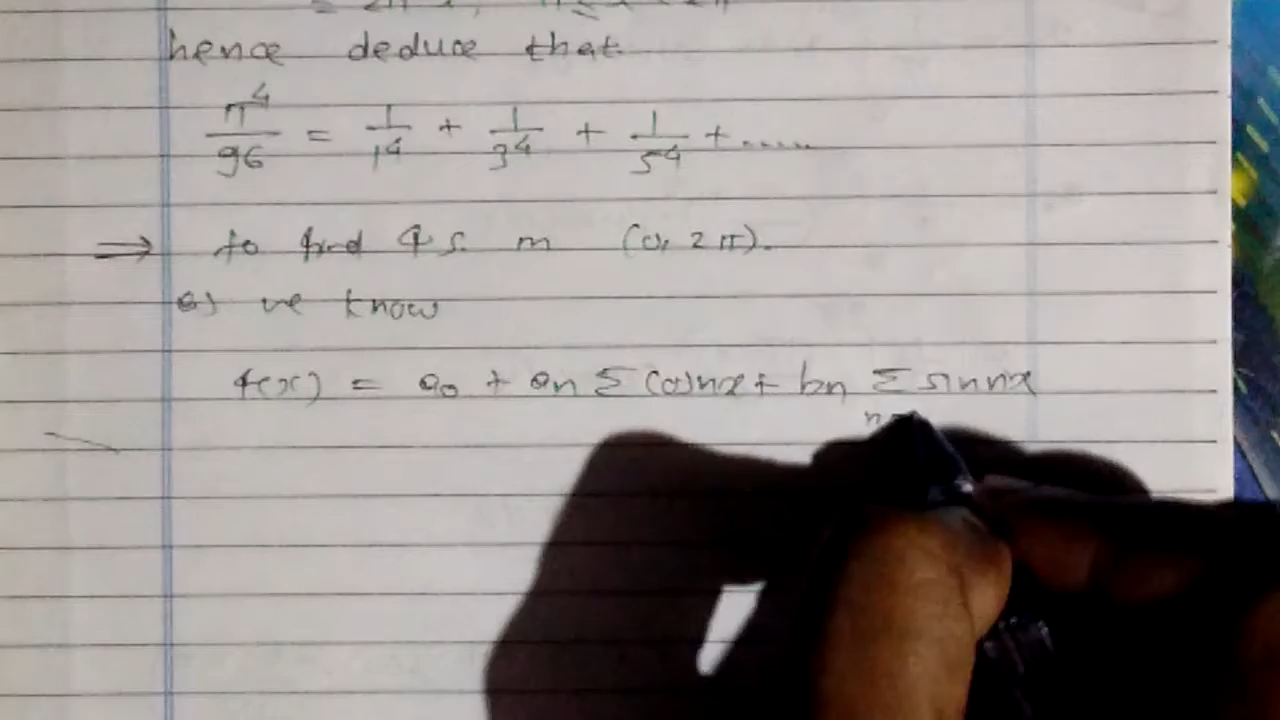 hence deduce that
π⁴/96 = 1/1⁴ + 1/3⁴ + 1/5⁴ + .....
⇒ to find f s. in (0, 2π).
we know
f(x) = a₀ + an Σ cosnx + bn Σ sinnx
n